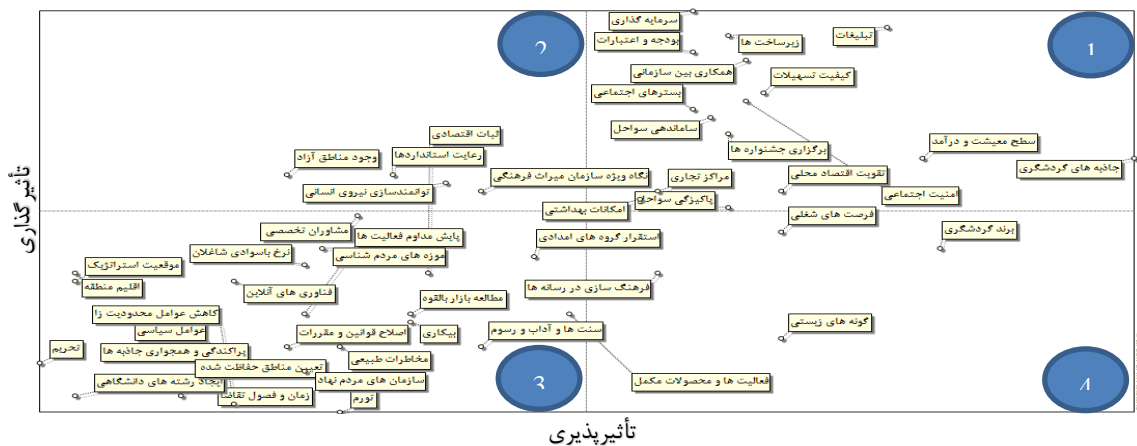 سرمایه گذاری
تبلیغات
زیرساخت ها
بودجه و اعتبارات
1
2
همکاری بین سازمانی
کیفیت تسهیلات
بسترهای اجتماعی
ساماندهی سواحل
ثبات اقتصادی
برگزاری جشنواره ها
سطح معیشت و درآمد
رعایت استانداردها
وجود مناطق آزاد
جاذبه های گردشگری
تقویت اقتصاد محلی
نگاه ویژه سازمان میراث فرهنگی
مراکز تجاری
توانمندسازی نیروی انسانی
امنیت اجتماعی
پاکیزگی سواحل
امکانات بهداشتی
فرصت های شغلی
برند گردشگری
تأثیرگذاری
مشاوران تخصصی
پایش مداوم فعالیت ها
استقرار گروه های امدادی
نرخ باسوادی شاغلان
موزه های مردم شناسی
موقعیت استراتژیک
اقلیم منطقه
فناوری های آنلاین
فرهنگ سازی در رسانه ها
مطالعه بازار بالقوه
کاهش عوامل محدودیت زا
گونه های زیستی
عوامل سیاسی
اصلاح قوانین و مقررات
بیکاری
سنت ها و آداب و رسوم
تحریم
پراکندگی و همجواری جاذبه ها
مخاطرات طبیعی
تعیین مناطق حفاظت شده
ایجاد رشته های دانشگاهی
سازمان های مردم نهاد
فعالیت ها و محصولات مکمل
3
4
زمان و فصول تقاضا
تورم
تأثیرپذیری